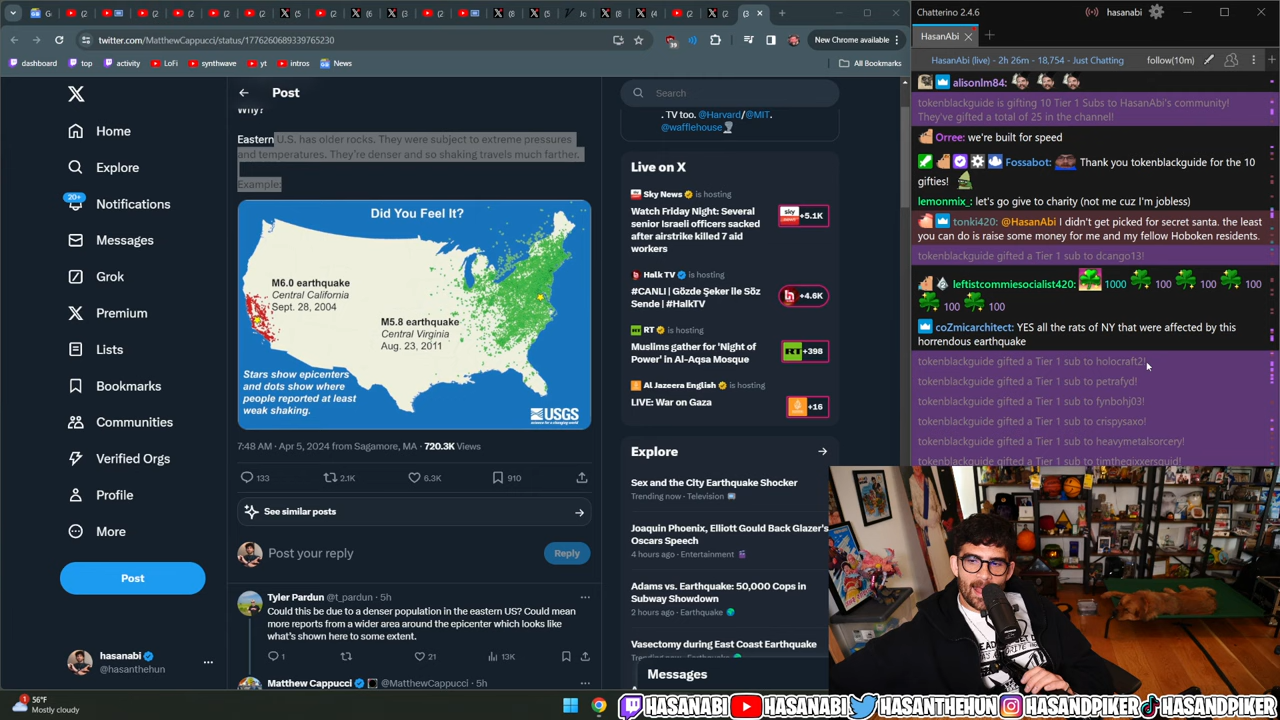 New Chrome available
twitter.com/MatthewCappucci/status/1776260689339765230
39
dashboard
top
activity
LoFi
synthwave
yt
intros
News
All Bookmarks
Home
Explore
20+
Notifications
Messages
Grok
Premium
Lists
Bookmarks
Communities
Verified Orgs
Profile
More
Post
hasanabi
@hasanthehun
Post
Why?
Eastern U.S. has older rocks. They were subject to extreme pressures
and temperatures. They're denser and so shaking travels much farther.
Example:
Did You Feel It?
M6.0 earthquake
Central California
Sept. 28, 2004
M5.8 earthquake
Central Virginia
Aug. 23, 2011
Stars show epicenters
and dots show where
people reported at least
weak shaking.
USGS
science for a changing world
7:48 AM · Apr 5, 2024 from Sagamore, MA · 720.3K Views
133
2.1K
6.3K
910
See similar posts
Post your reply
Reply
Tyler Pardun @t_pardun · 5h
Could this be due to a denser population in the eastern US? Could mean
more reports from a wider area around the epicenter which looks like
what's shown here to some extent.
1
21
13K
Matthew Cappucci @MatthewCappucci · 5h
Search
. TV too. @Harvard/@MIT.
@wafflehouse
Live on X
Sky News is hosting
Watch Friday Night: Several
senior Israeli officers sacked
after airstrike killed 7 aid
workers
+5.1K
Halk TV is hosting
#CANLI | Gözde Şeker ile Söz
Sende | #HalkTV
+4.6K
RT is hosting
Muslims gather for 'Night of
Power' in Al-Aqsa Mosque
+398
Al Jazeera English is hosting
LIVE: War on Gaza
+16
Explore
Sex and the City Earthquake Shocker
Trending now · Television
Joaquin Phoenix, Elliott Gould Back Glazer's
Oscars Speech
4 hours ago · Entertainment
Adams vs. Earthquake: 50,000 Cops in
Subway Showdown
2 hours ago · Earthquake
Vasectomy during East Coast Earthquake
Messages
Chatterino 2.4.6
hasanabi
HasanAbi
HasanAbi (live) - 2h 26m - 18,754 - Just Chatting
follow(10m)
alisonlm84:
tokenblackguide is gifting 10 Tier 1 Subs to HasanAbi's community!
They've gifted a total of 25 in the channel!
Orree: we're built for speed
Fossabot: Thank you tokenblackguide for the 10
gifties!
lemonmix_: let's go give to charity (not me cuz I'm jobless)
tonki420: @HasanAbi I didn't get picked for secret santa. the least
you can do is raise some money for me and my fellow Hoboken residents.
tokenblackguide gifted a Tier 1 sub to dcango13!
leftistcommiesocialist420: 1000 100 100 100
100 100
coZmicarchitect: YES all the rats of NY that were affected by this
horrendous earthquake
tokenblackguide gifted a Tier 1 sub to holocraft2!
tokenblackguide gifted a Tier 1 sub to petrafyd!
tokenblackguide gifted a Tier 1 sub to fynbohj03!
tokenblackguide gifted a Tier 1 sub to crispysaxo!
tokenblackguide gifted a Tier 1 sub to heavymetalsorcery!
tokenblackguide gifted a Tier 1 sub to timthegixxersquid!
56°F
Mostly cloudy
HASANABI
HASANABI
HASANTHEHUN
HASANDPIKER
HASANDPIKER